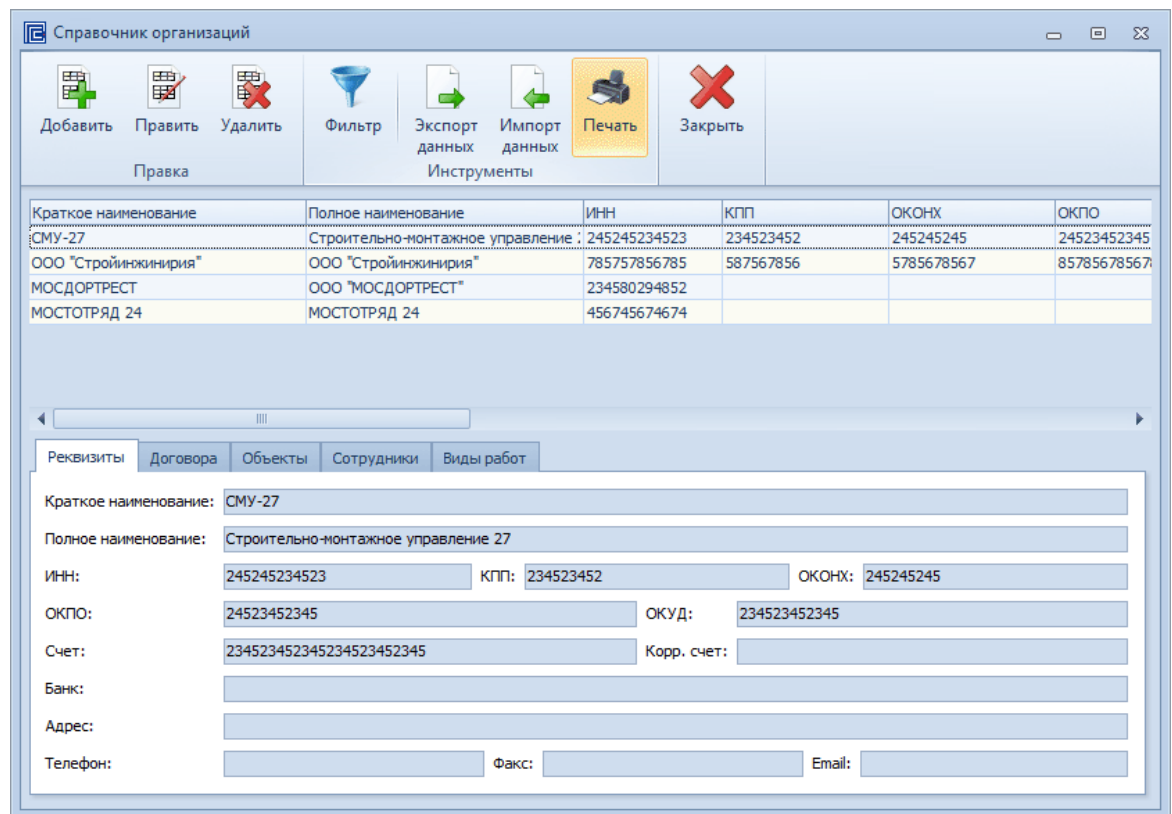 Справочник организаций
Добавить Править Удалить Фильтр Экспорт данных Импорт данных Печать Закрыть
Правка Инструменты
Краткое наименование Полное наименование ИНН КПП ОКОНХ ОКПО
СМУ-27 Строительно-монтажное управление 245245234523 234523452 245245245 24523452345
ООО "Стройинжинирия" ООО "Стройинжинирия" 785757856785 587567856 5785678567 85785678567
МОСДОРТРЕСТ ООО "МОСДОРТРЕСТ" 234580294852
МОСТОТРЯД 24 МОСТОТРЯД 24 456745674674
Реквизиты Договора Объекты Сотрудники Виды работ
Краткое наименование: СМУ-27
Полное наименование: Строительно-монтажное управление 27
ИНН: 245245234523 КПП: 234523452 ОКОНХ: 245245245
ОКПО: 24523452345 ОКУД: 234523452345
Счет: 234523452345234523452345 Корр. счет:
Банк:
Адрес:
Телефон: Факс: Email: